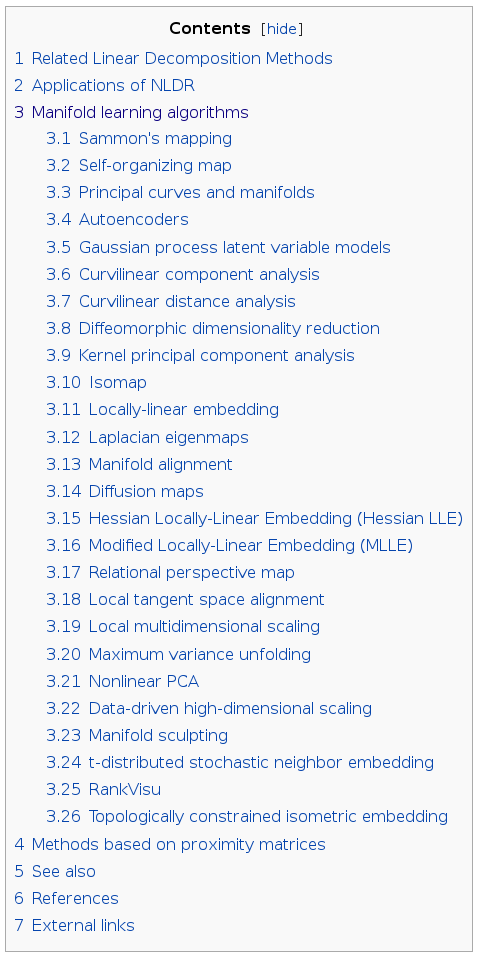 Contents [hide]
1 Related Linear Decomposition Methods
2 Applications of NLDR
3 Manifold learning algorithms
3.1 Sammon's mapping
3.2 Self-organizing map
3.3 Principal curves and manifolds
3.4 Autoencoders
3.5 Gaussian process latent variable models
3.6 Curvilinear component analysis
3.7 Curvilinear distance analysis
3.8 Diffeomorphic dimensionality reduction
3.9 Kernel principal component analysis
3.10 Isomap
3.11 Locally-linear embedding
3.12 Laplacian eigenmaps
3.13 Manifold alignment
3.14 Diffusion maps
3.15 Hessian Locally-Linear Embedding (Hessian LLE)
3.16 Modified Locally-Linear Embedding (MLLE)
3.17 Relational perspective map
3.18 Local tangent space alignment
3.19 Local multidimensional scaling
3.20 Maximum variance unfolding
3.21 Nonlinear PCA
3.22 Data-driven high-dimensional scaling
3.23 Manifold sculpting
3.24 t-distributed stochastic neighbor embedding
3.25 RankVisu
3.26 Topologically constrained isometric embedding
4 Methods based on proximity matrices
5 See also
6 References
7 External links